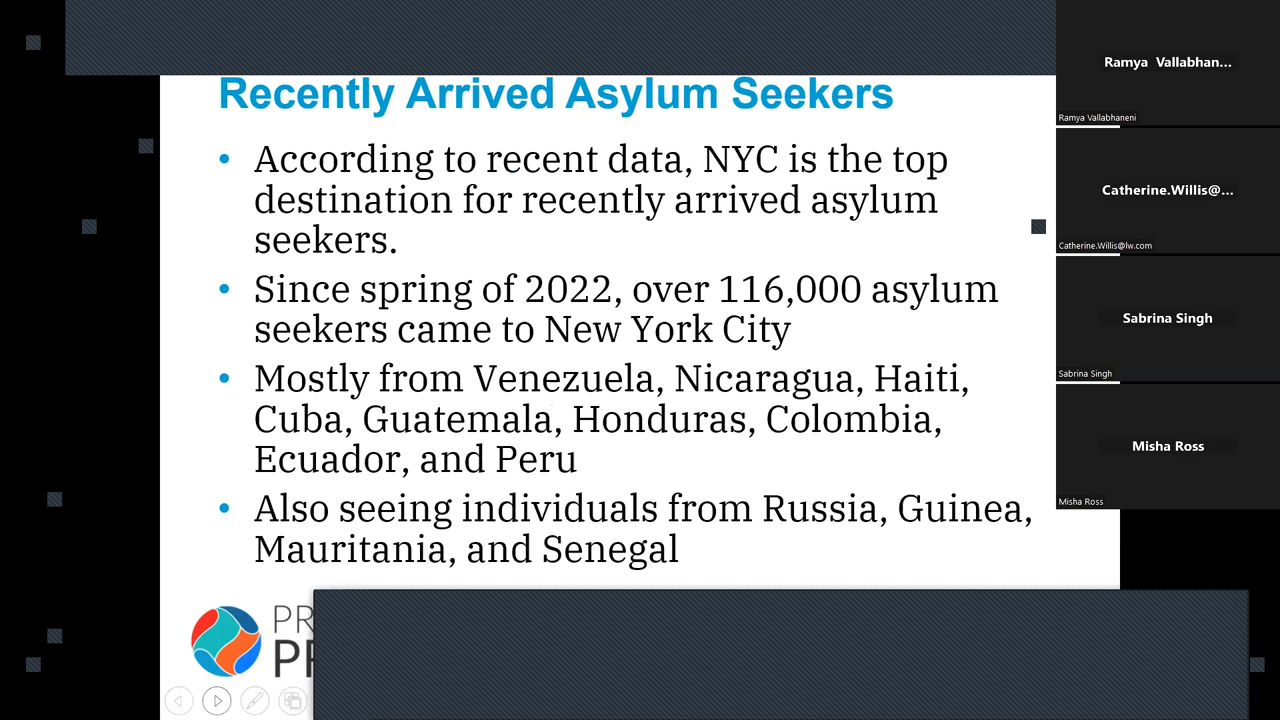 Recently Arrived Asylum Seekers
• According to recent data, NYC is the top
destination for recently arrived asylum
seekers.
• Since spring of 2022, over 116,000 asylum
seekers came to New York City
• Mostly from Venezuela, Nicaragua, Haiti,
Cuba, Guatemala, Honduras, Colombia,
Ecuador, and Peru
• Also seeing individuals from Russia, Guinea,
Mauritania, and Senegal
PR
Ramya Vallabhan...
Ramya Vallabhaneni
Catherine.Willis@...
Catherine.Willis@lw.com
Sabrina Singh
Sabrina Singh
Misha Ross
Misha Ross